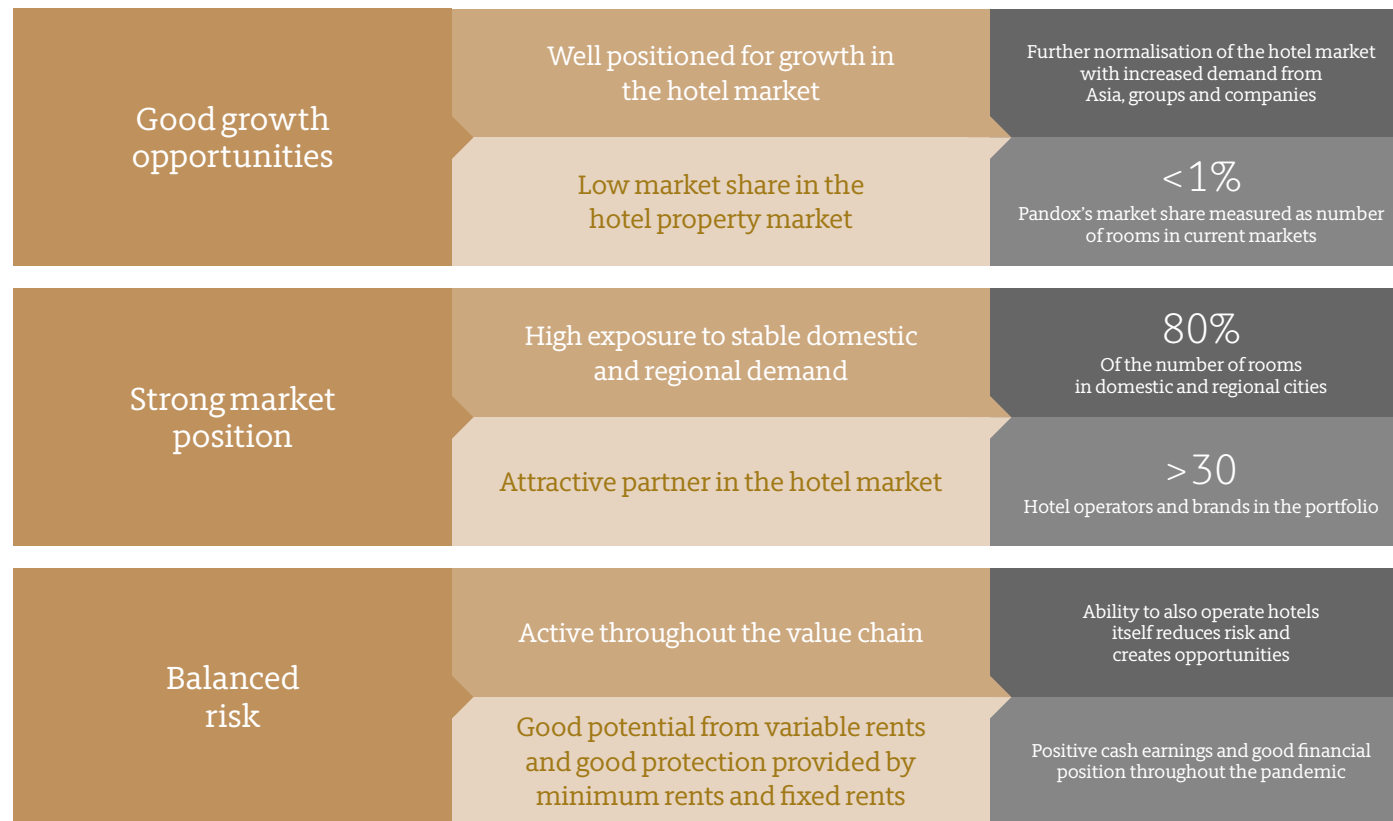 Good growth
opportunities
Well positioned for growth in
the hotel market
Further normalisation of the hotel market
with increased demand from
Asia, groups and companies
Low market share in the
hotel property market
<1%
Pandox's market share measured as number
of rooms in current markets
Strong market
position
High exposure to stable domestic
and regional demand
80%
Of the number of rooms
in domestic and regional cities
Attractive partner in the hotel market
>30
Hotel operators and brands in the portfolio
Balanced
risk
Active throughout the value chain
Ability to also operate hotels
itself reduces risk and
creates opportunities
Good potential from variable rents
and good protection provided by
minimum rents and fixed rents
Positive cash earnings and good financial
position throughout the pandemic